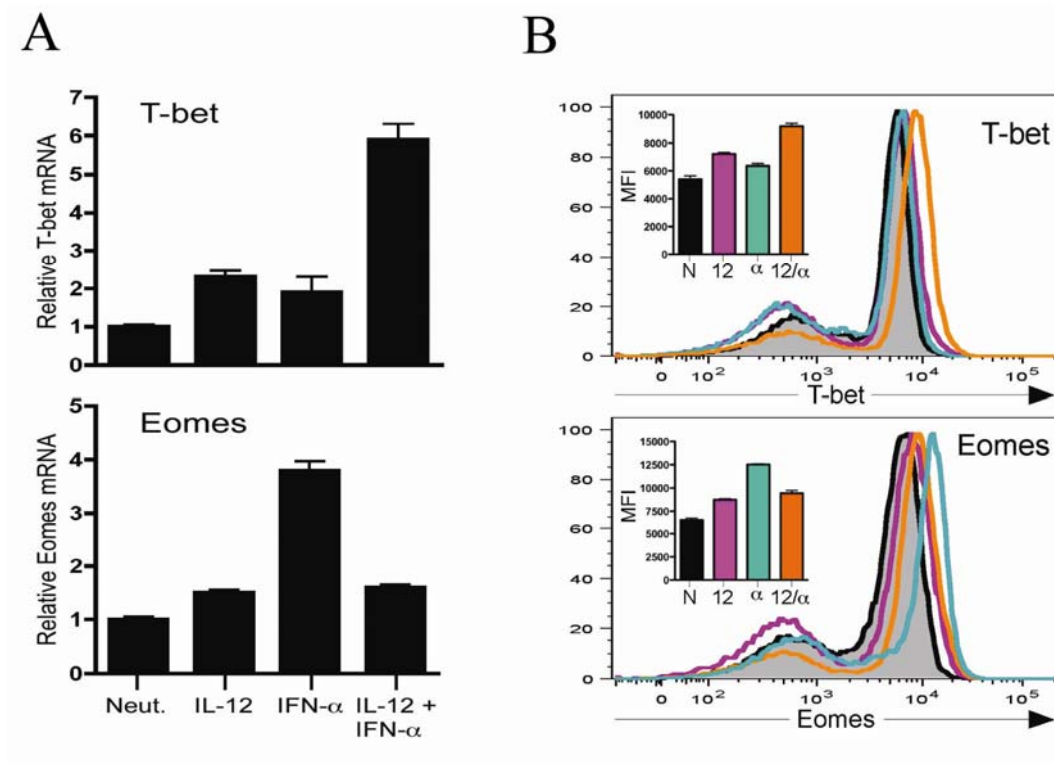 A
B
T-bet
Relative T-bet mRNA
7
6
5
4
3
2
1
0
Eomes
Relative Eomes mRNA
5
4
3
2
1
0
Neut. IL-12 IFN-α IL-12 +
IFN-α
T-bet
100
80
60
40
20
0
MFI
10000
8000
6000
4000
2000
0
N 12 α 12/α
0 10² 10³ 10⁴ 10⁵
T-bet
Eomes
100
80
60
40
20
0
MFI
15000
12500
10000
7500
5000
2500
0
N 12 α 12/α
0 10² 10³ 10⁴ 10⁵
Eomes